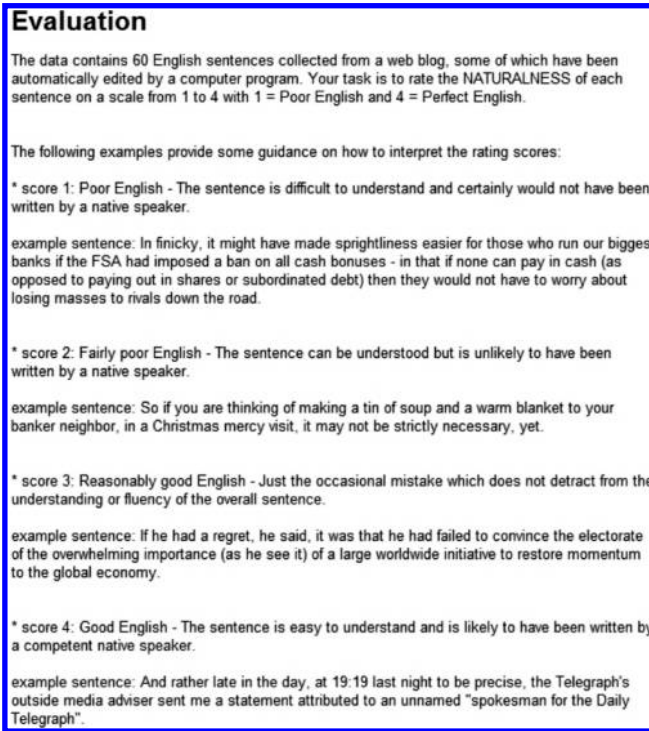 Evaluation
The data contains 60 English sentences collected from a web blog, some of which have been
automatically edited by a computer program. Your task is to rate the NATURALNESS of each
sentence on a scale from 1 to 4 with 1 = Poor English and 4 = Perfect English.
The following examples provide some guidance on how to interpret the rating scores:
* score 1: Poor English - The sentence is difficult to understand and certainly would not have been
written by a native speaker.
example sentence: In finicky, it might have made sprightliness easier for those who run our bigges
banks if the FSA had imposed a ban on all cash bonuses - in that if none can pay in cash (as
opposed to paying out in shares or subordinated debt) then they would not have to worry about
losing masses to rivals down the road.
* score 2: Fairly poor English - The sentence can be understood but is unlikely to have been
written by a native speaker.
example sentence: So if you are thinking of making a tin of soup and a warm blanket to your
banker neighbor, in a Christmas mercy visit, it may not be strictly necessary, yet.
* score 3: Reasonably good English - Just the occasional mistake which does not detract from the
understanding or fluency of the overall sentence.
example sentence: If he had a regret, he said, it was that he had failed to convince the electorate
of the overwhelming importance (as he see it) of a large worldwide initiative to restore momentum
to the global economy.
* score 4: Good English - The sentence is easy to understand and is likely to have been written by
a competent native speaker.
example sentence: And rather late in the day, at 19:19 last night to be precise, the Telegraph's
outside media adviser sent me a statement attributed to an unnamed "spokesman for the Daily
Telegraph".